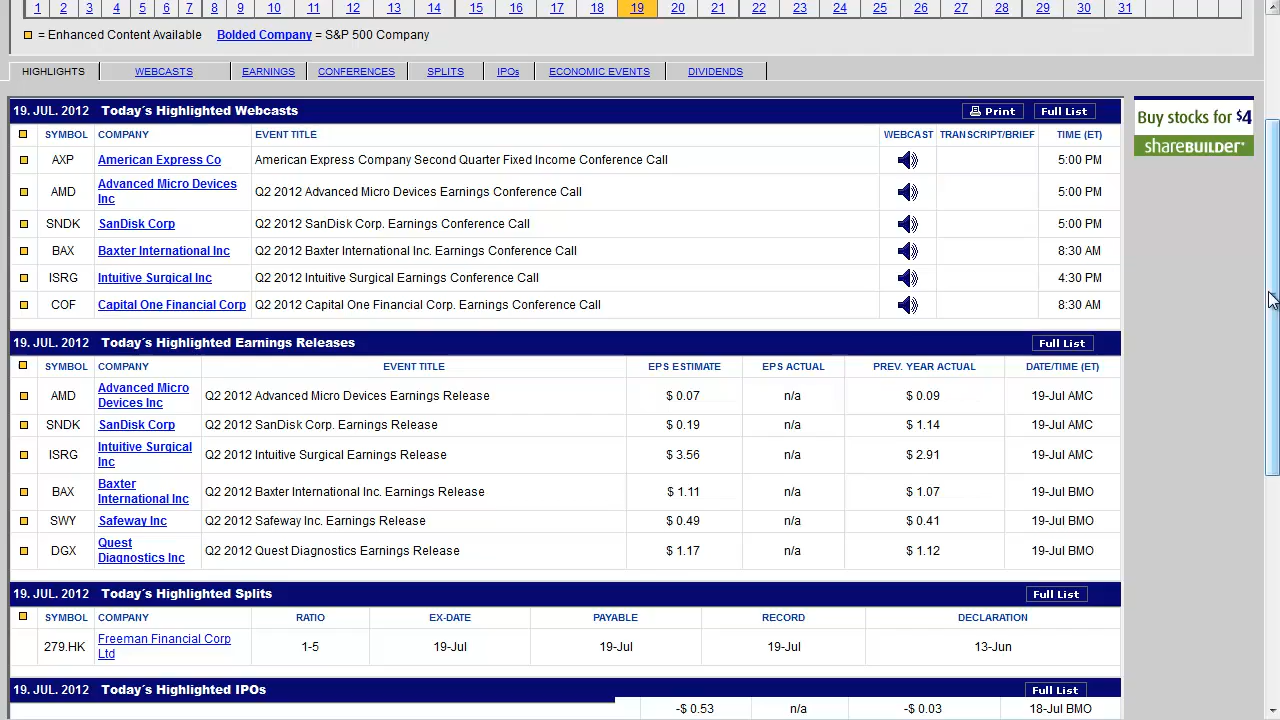 1 2 3 4 5 6 7 8 9 10 11 12 13 14 15 16 17 18 19 20 21 22 23 24 25 26 27 28 29 30 31
= Enhanced Content Available Bolded Company = S&P 500 Company
HIGHLIGHTS WEBCASTS EARNINGS CONFERENCES SPLITS IPOs ECONOMIC EVENTS DIVIDENDS
19. JUL. 2012 Today´s Highlighted Webcasts Print Full List
SYMBOL COMPANY EVENT TITLE WEBCAST TRANSCRIPT/BRIEF TIME (ET)
AXP American Express Co American Express Company Second Quarter Fixed Income Conference Call 5:00 PM
AMD Advanced Micro Devices Inc Q2 2012 Advanced Micro Devices Earnings Conference Call 5:00 PM
SNDK SanDisk Corp Q2 2012 SanDisk Corp. Earnings Conference Call 5:00 PM
BAX Baxter International Inc Q2 2012 Baxter International Inc. Earnings Conference Call 8:30 AM
ISRG Intuitive Surgical Inc Q2 2012 Intuitive Surgical Earnings Conference Call 4:30 PM
COF Capital One Financial Corp Q2 2012 Capital One Financial Corp. Earnings Conference Call 8:30 AM
19. JUL. 2012 Today´s Highlighted Earnings Releases Full List
SYMBOL COMPANY EVENT TITLE EPS ESTIMATE EPS ACTUAL PREV. YEAR ACTUAL DATE/TIME (ET)
AMD Advanced Micro Devices Inc Q2 2012 Advanced Micro Devices Earnings Release $ 0.07 n/a $ 0.09 19-Jul AMC
SNDK SanDisk Corp Q2 2012 SanDisk Corp. Earnings Release $ 0.19 n/a $ 1.14 19-Jul AMC
ISRG Intuitive Surgical Inc Q2 2012 Intuitive Surgical Earnings Release $ 3.56 n/a $ 2.91 19-Jul AMC
BAX Baxter International Inc Q2 2012 Baxter International Inc. Earnings Release $ 1.11 n/a $ 1.07 19-Jul BMO
SWY Safeway Inc Q2 2012 Safeway Inc. Earnings Release $ 0.49 n/a $ 0.41 19-Jul BMO
DGX Quest Diagnostics Inc Q2 2012 Quest Diagnostics Earnings Release $ 1.17 n/a $ 1.12 19-Jul BMO
19. JUL. 2012 Today´s Highlighted Splits Full List
SYMBOL COMPANY RATIO EX-DATE PAYABLE RECORD DECLARATION
279.HK Freeman Financial Corp Ltd 1-5 19-Jul 19-Jul 19-Jul 13-Jun
19. JUL. 2012 Today´s Highlighted IPOs Full List
-$ 0.53 n/a -$ 0.03 18-Jul BMO
Buy stocks for $4
shareBUILDER